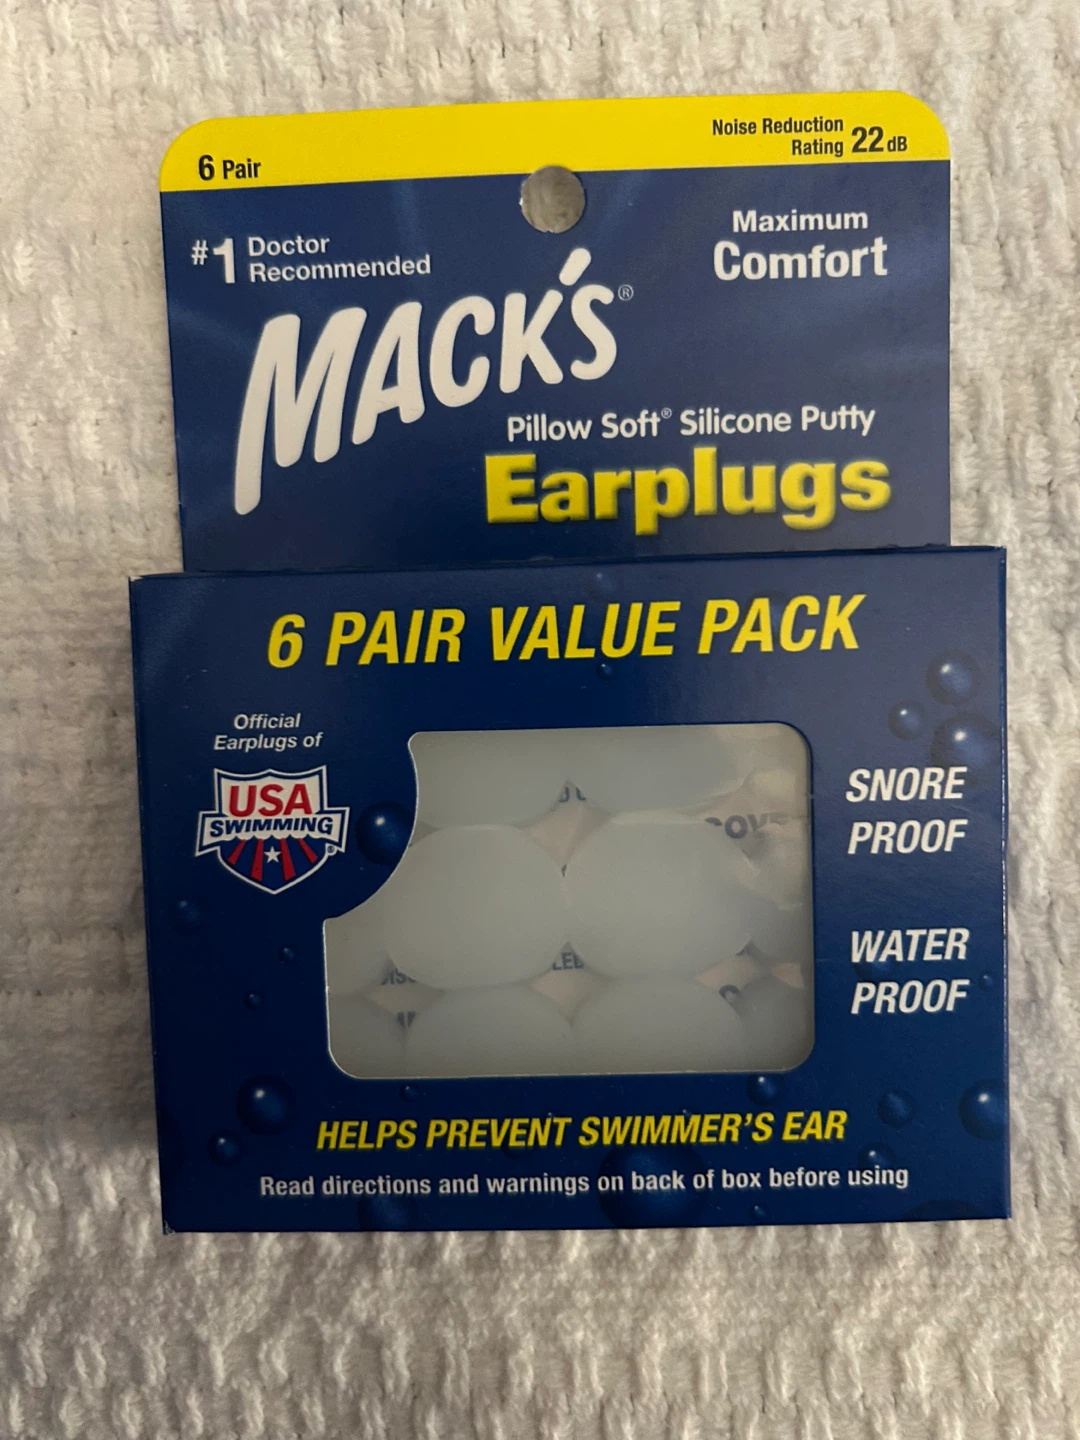 6 Pair
Noise Reduction
Rating 22 dB
#1 Doctor
Recommended
Maximum
Comfort
MACK'S®
Pillow Soft® Silicone Putty
Earplugs
6 PAIR VALUE PACK
Official
Earplugs of
USA
SWIMMING®
SNORE
PROOF
WATER
PROOF
HELPS PREVENT SWIMMER'S EAR
Read directions and warnings on back of box before using